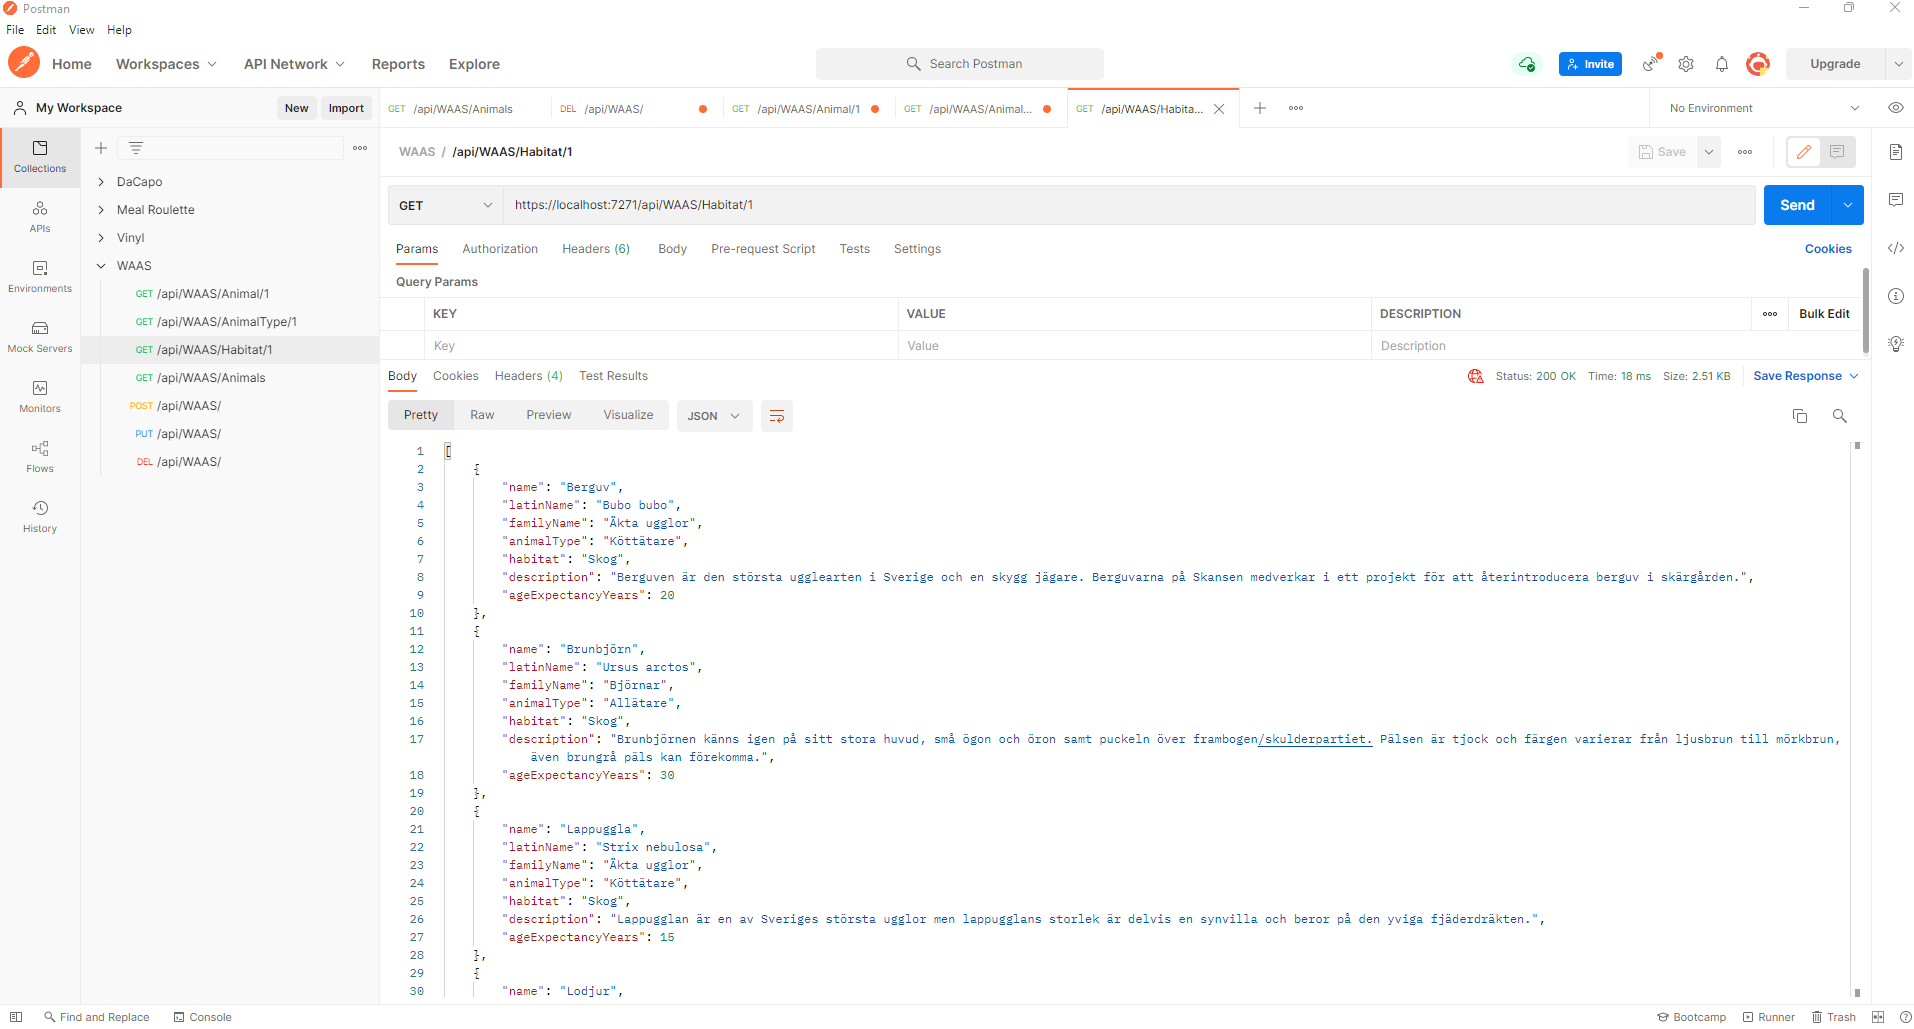 Postman
File Edit View Help
Home Workspaces API Network Reports Explore Search Postman Invite Upgrade
My Workspace New Import
GET /api/WAAS/Animals DEL /api/WAAS/ GET /api/WAAS/Animal/1 GET /api/WAAS/Animal... GET /api/WAAS/Habita... No Environment
Collections
APIs
Environments
Mock Servers
Monitors
Flows
History
DaCapo
Meal Roulette
Vinyl
WAAS
GET /api/WAAS/Animal/1
GET /api/WAAS/AnimalType/1
GET /api/WAAS/Habitat/1
GET /api/WAAS/Animals
POST /api/WAAS/
PUT /api/WAAS/
DEL /api/WAAS/
WAAS / /api/WAAS/Habitat/1 Save
GET https://localhost:7271/api/WAAS/Habitat/1 Send
Params Authorization Headers (6) Body Pre-request Script Tests Settings Cookies
Query Params
KEY VALUE DESCRIPTION Bulk Edit
Key Value Description
Body Cookies Headers (4) Test Results Status: 200 OK Time: 18 ms Size: 2.51 KB Save Response
Pretty Raw Preview Visualize JSON
1 [
2 {
3 "name": "Berguv",
4 "latinName": "Bubo bubo",
5 "familyName": "Äkta ugglor",
6 "animalType": "Köttätare",
7 "habitat": "Skog",
8 "description": "Berguven är den största ugglearten i Sverige och en skygg jägare. Berguvarna på Skansen medverkar i ett projekt för att återintroducera berguv i skärgården.",
9 "ageExpectancyYears": 20
10 },
11 {
12 "name": "Brunbjörn",
13 "latinName": "Ursus arctos",
14 "familyName": "Björnar",
15 "animalType": "Allätare",
16 "habitat": "Skog",
17 "description": "Brunbjörnen känns igen på sitt stora huvud, små ögon och öron samt puckeln över frambogen/skulderpartiet. Pälsen är tjock och färgen varierar från ljusbrun till mörkbrun,
även brungrå päls kan förekomma.",
18 "ageExpectancyYears": 30
19 },
20 {
21 "name": "Lappuggla",
22 "latinName": "Strix nebulosa",
23 "familyName": "Äkta ugglor",
24 "animalType": "Köttätare",
25 "habitat": "Skog",
26 "description": "Lappugglan är en av Sveriges största ugglor men lappugglans storlek är delvis en synvilla och beror på den yviga fjäderdräkten.",
27 "ageExpectancyYears": 15
28 },
29 {
30 "name": "Lodjur",
Find and Replace Console Bootcamp Runner Trash